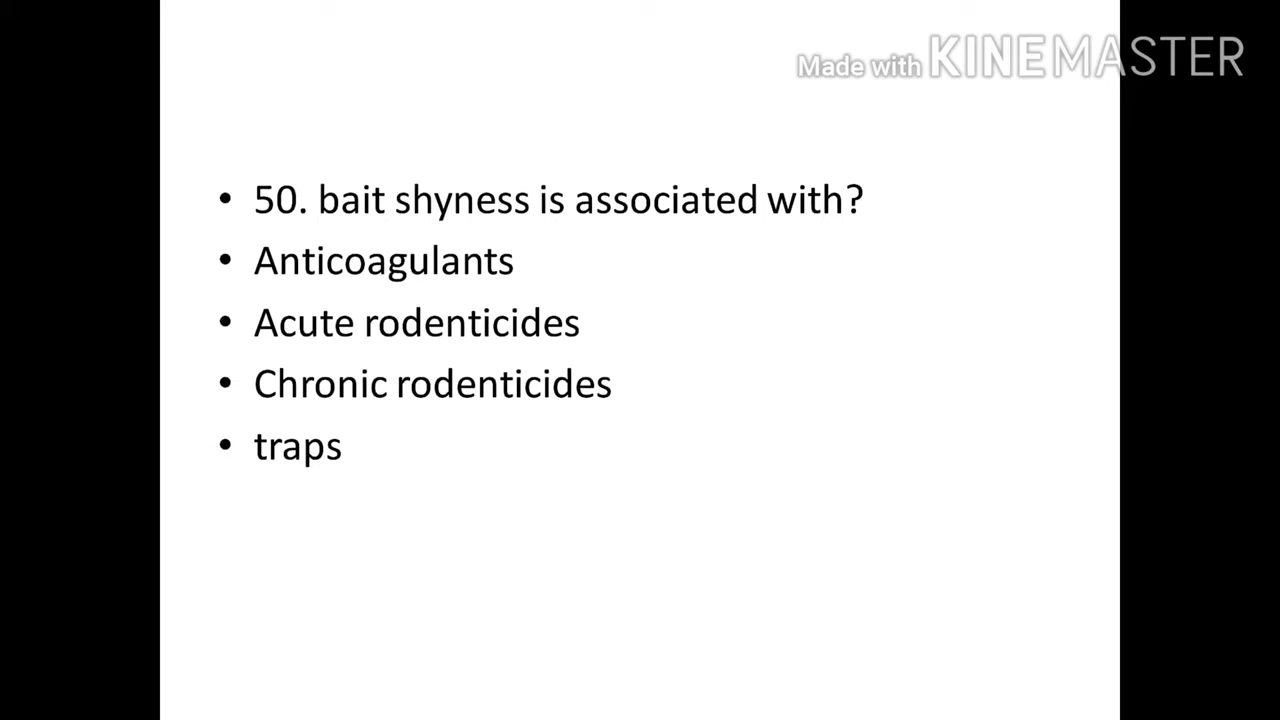 Made with KINEMASTER
• 50. bait shyness is associated with?
• Anticoagulants
• Acute rodenticides
• Chronic rodenticides
• traps